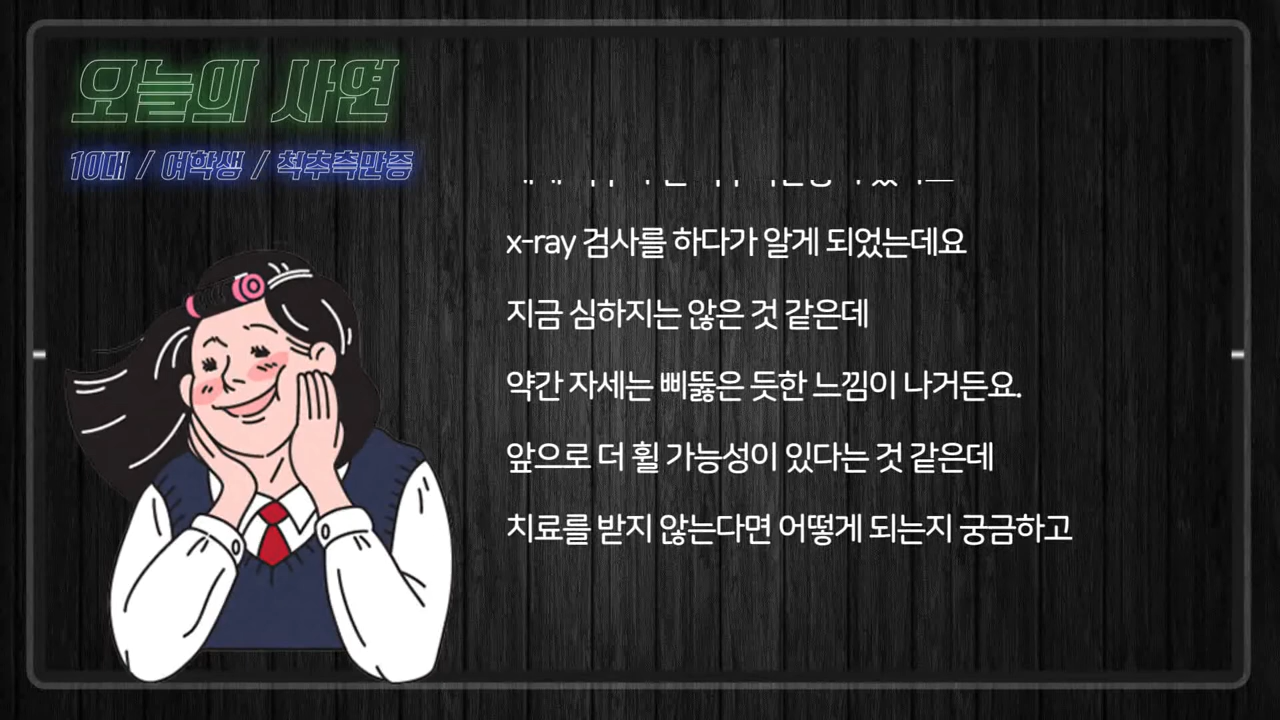 오늘의 사연
10대 / 여학생 / 척추측만증
x-ray 검사를 하다가 알게 되었는데요
지금 심하지는 않은 것 같은데
약간 자세는 삐뚫은 듯한 느낌이 나거든요.
앞으로 더 휠 가능성이 있다는 것 같은데
치료를 받지 않는다면 어떻게 되는지 궁금하고